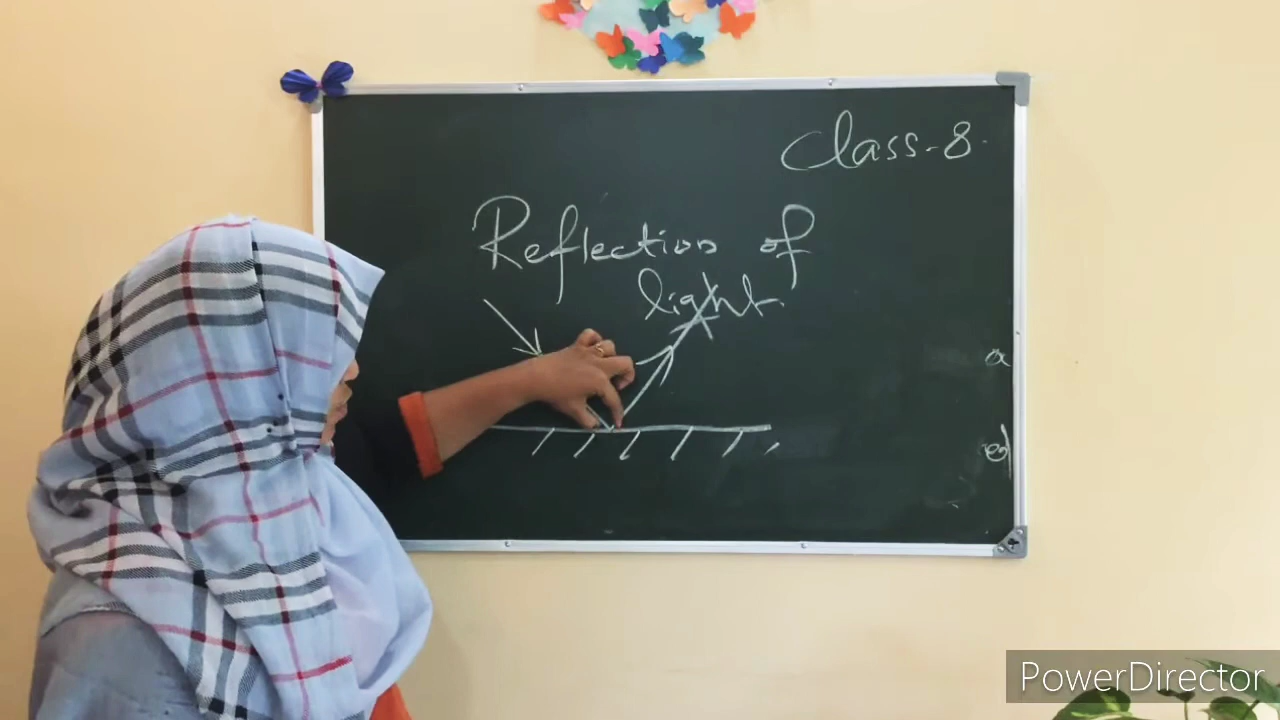 Class-8.
Reflection of
light.
a
e)
PowerDirector